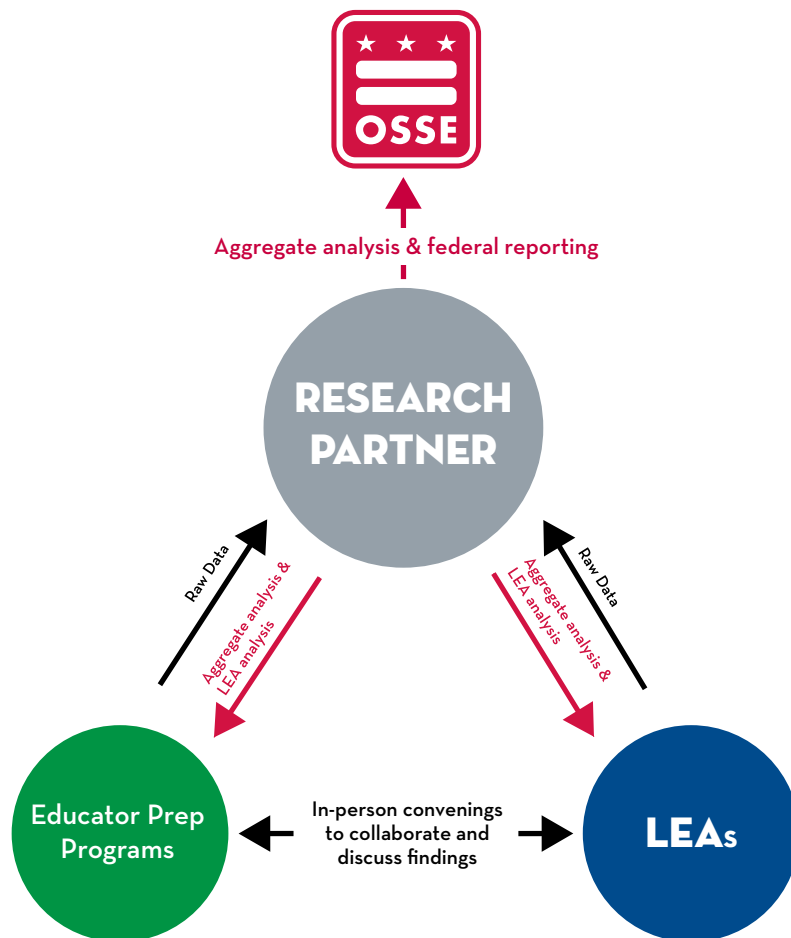 OSSE
Aggregate analysis & federal reporting
RESEARCH
PARTNER
Raw Data
Aggregate analysis &
LEA analysis
Aggregate analysis &
LEA analysis
Raw Data
Educator Prep
Programs
In-person convenings
to collaborate and
discuss findings
LEAs